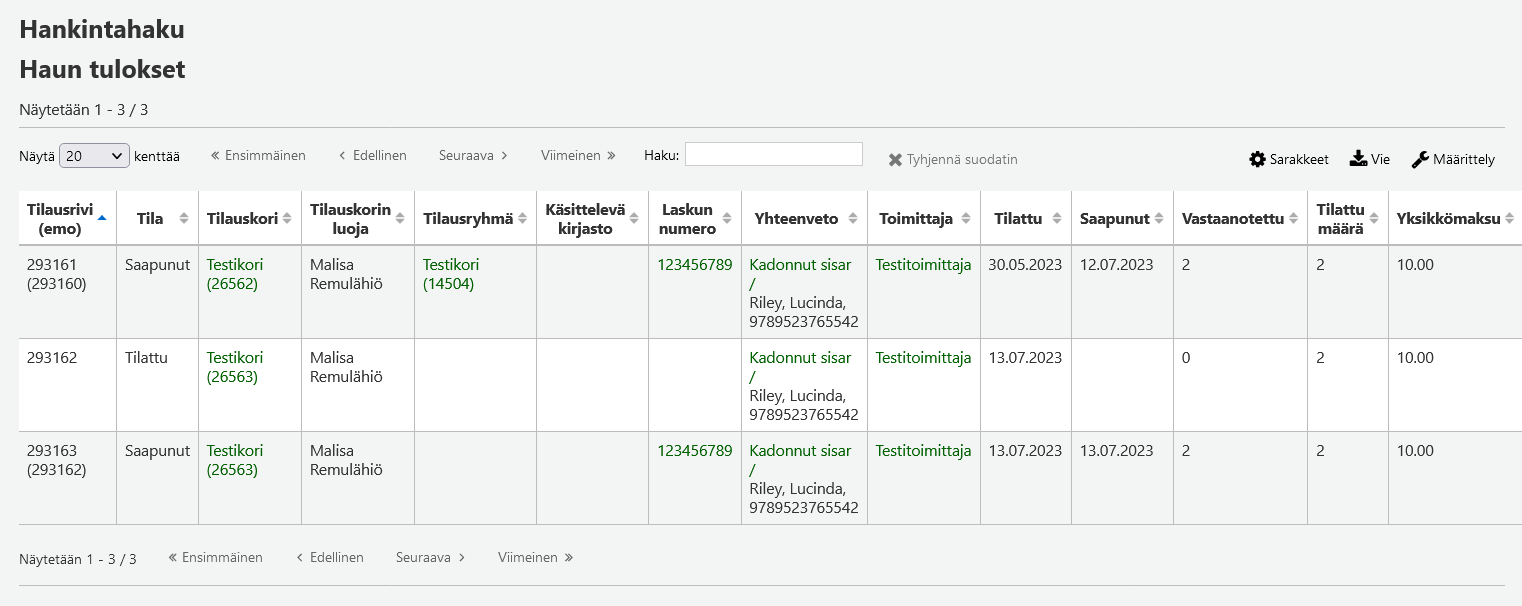 Hankintahaku
Haun tulokset
Näytetään 1 - 3 / 3
Näytä 20 kenttää « Ensimmäinen ‹ Edellinen Seuraava › Viimeinen » Haku: Tyhjennä suodatin Sarakkeet Vie Määrittely
Tilausrivi (emo) Tila Tilauskori Tilauskorin luoja Tilausryhmä Käsittelevä kirjasto Laskun numero Yhteenveto Toimittaja Tilattu Saapunut Vastaanotettu Tilattu määrä Yksikkömaksu
293161 Saapunut Testikori Malisa Testikori 123456789 Kadonnut sisar Testitoimittaja 30.05.2023 12.07.2023 2 2 10.00
(293160) (26562) Remulähiö (14504) /
Riley, Lucinda,
9789523765542
293162 Tilattu Testikori Malisa Kadonnut sisar Testitoimittaja 13.07.2023 0 2 10.00
(26563) Remulähiö /
Riley, Lucinda,
9789523765542
293163 Saapunut Testikori Malisa 123456789 Kadonnut sisar Testitoimittaja 13.07.2023 13.07.2023 2 2 10.00
(293162) (26563) Remulähiö /
Riley, Lucinda,
9789523765542
Näytetään 1 - 3 / 3 « Ensimmäinen ‹ Edellinen Seuraava › Viimeinen »